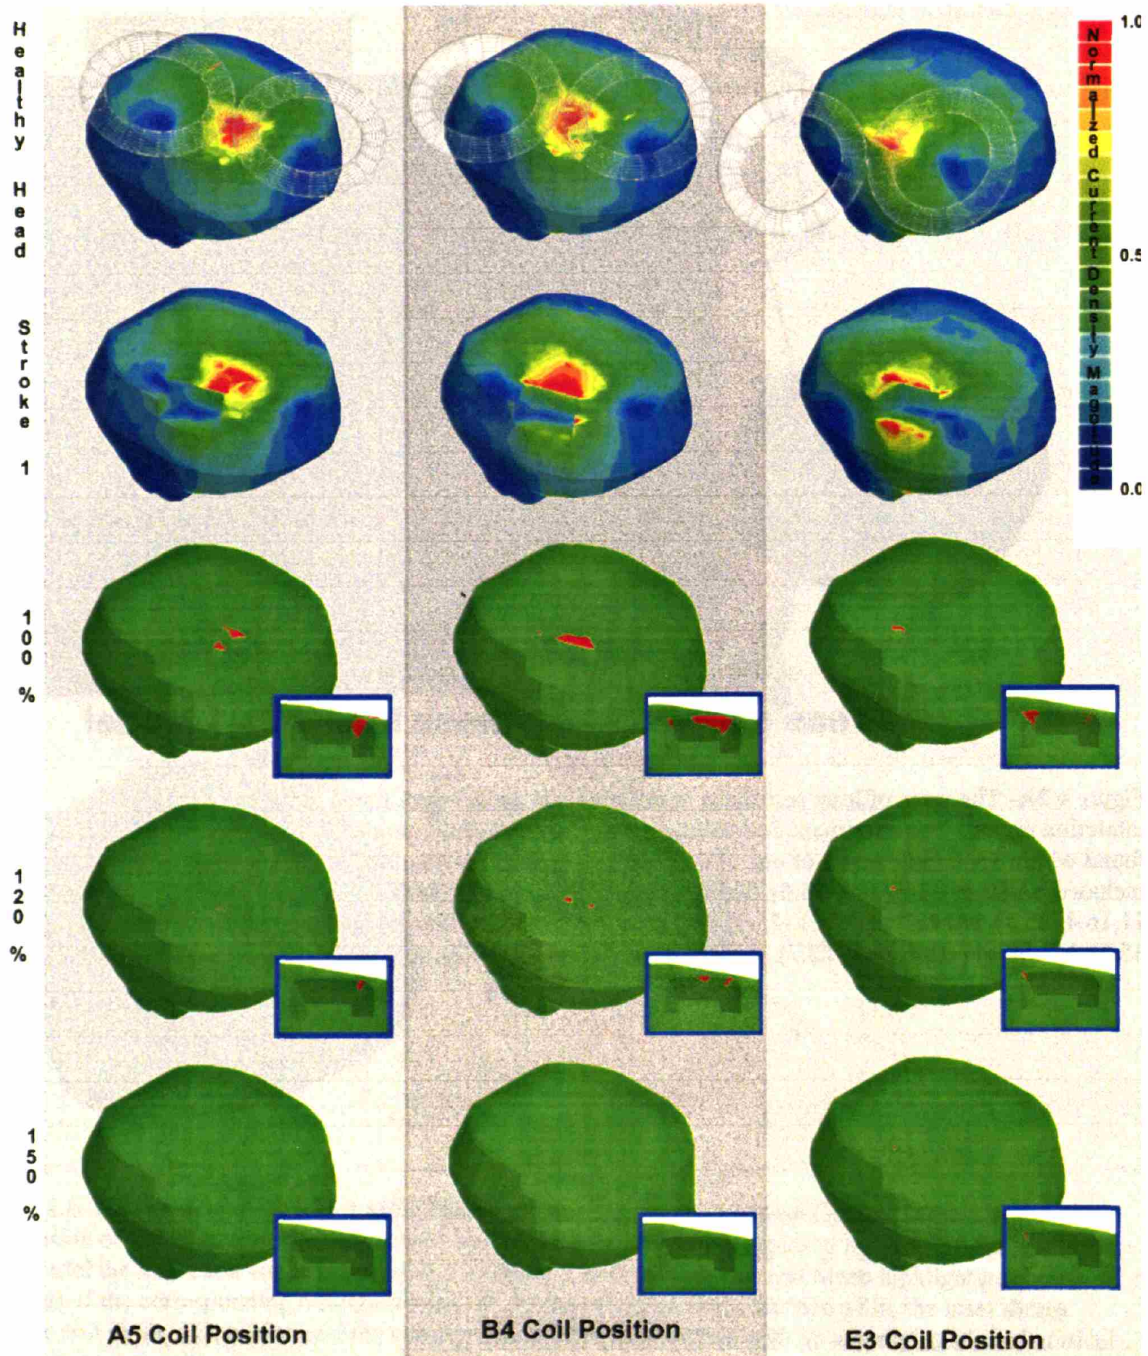 Healthy Head
1.0
Normalized Current Density Magnitude
0.5
0.0
Stroke 1
100 %
120 %
150 %
A5 Coil Position
B4 Coil Position
E3 Coil Position